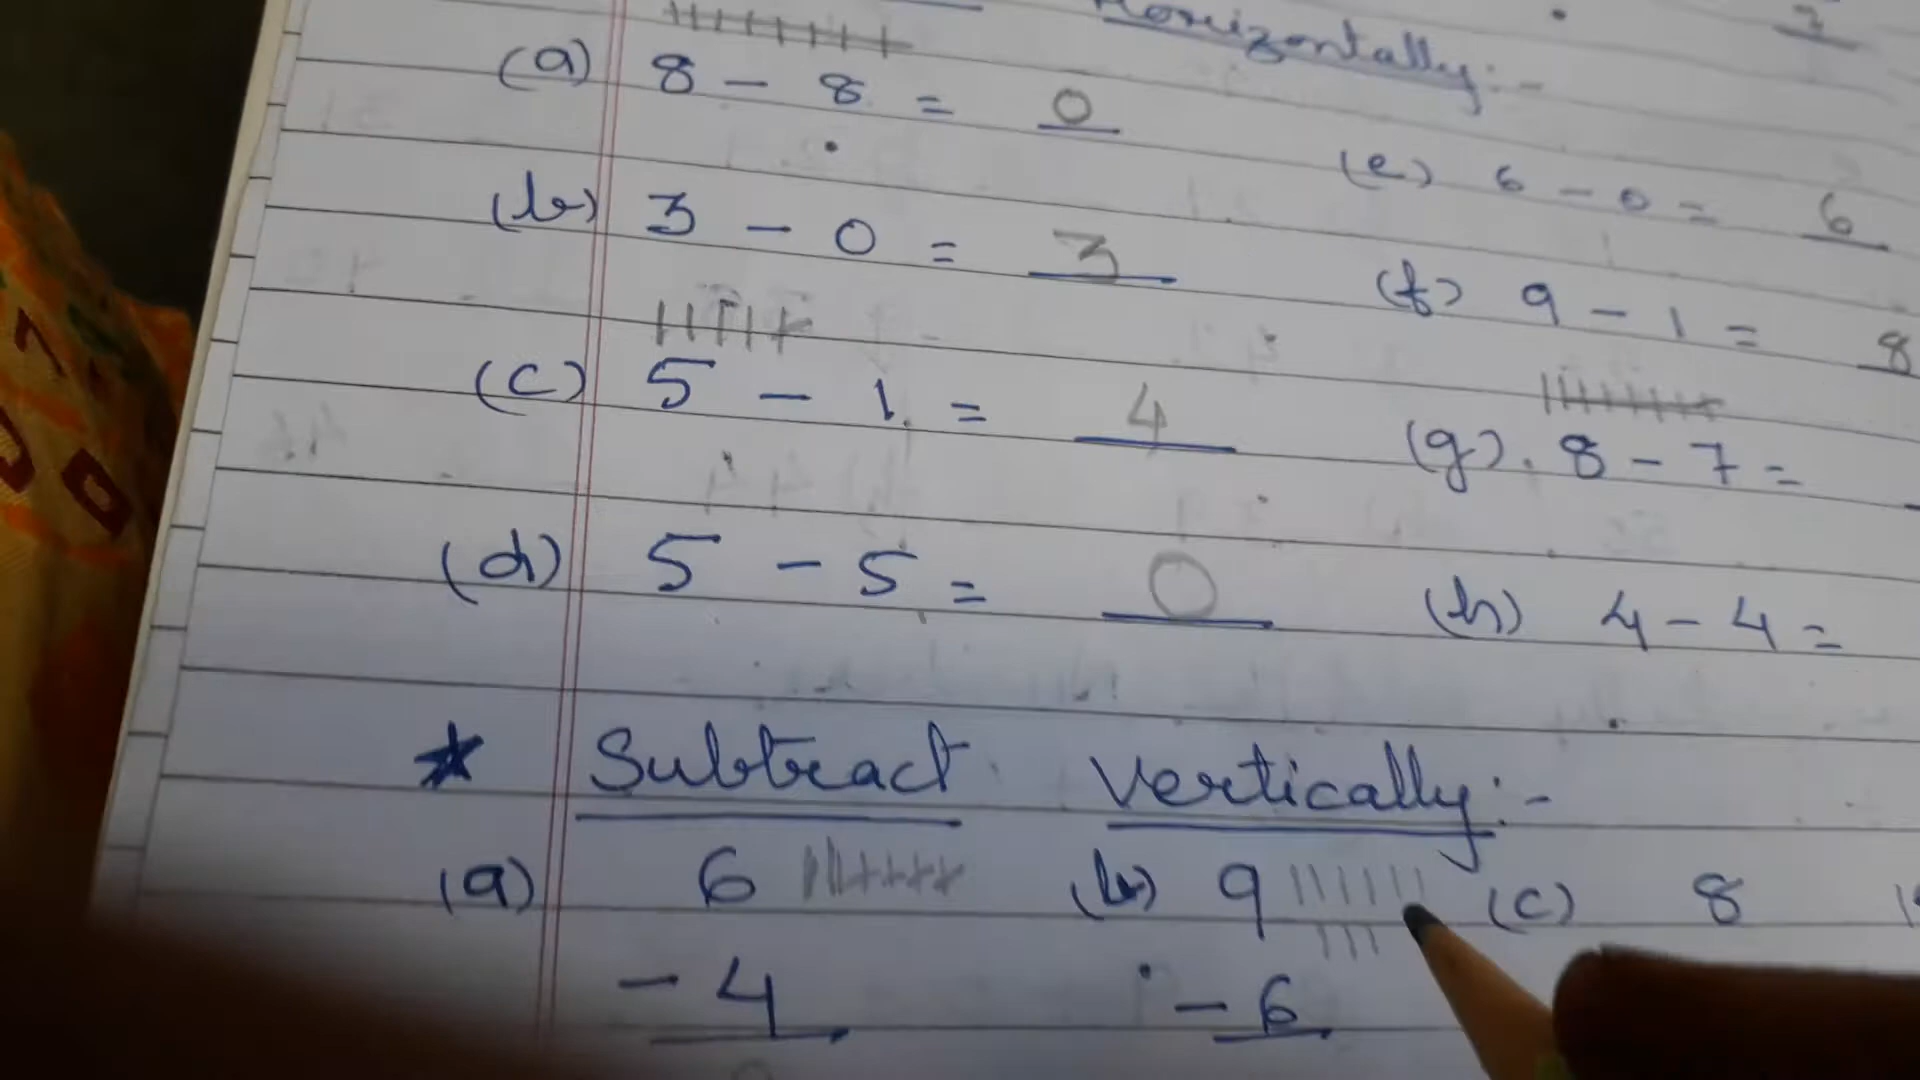 Horizontally:-
(a) 8 - 8 = 0
(e) 6 - 0 = 6
(b) 3 - 0 = 3
(f) 9 - 1 = 8
(c) 5 - 1 = 4
(g) 8 - 7 =
(d) 5 - 5 = 0
(h) 4 - 4 =
* Subtract Vertically:-
(a) 6 (b) 9 (c) 8
- 4 - 6